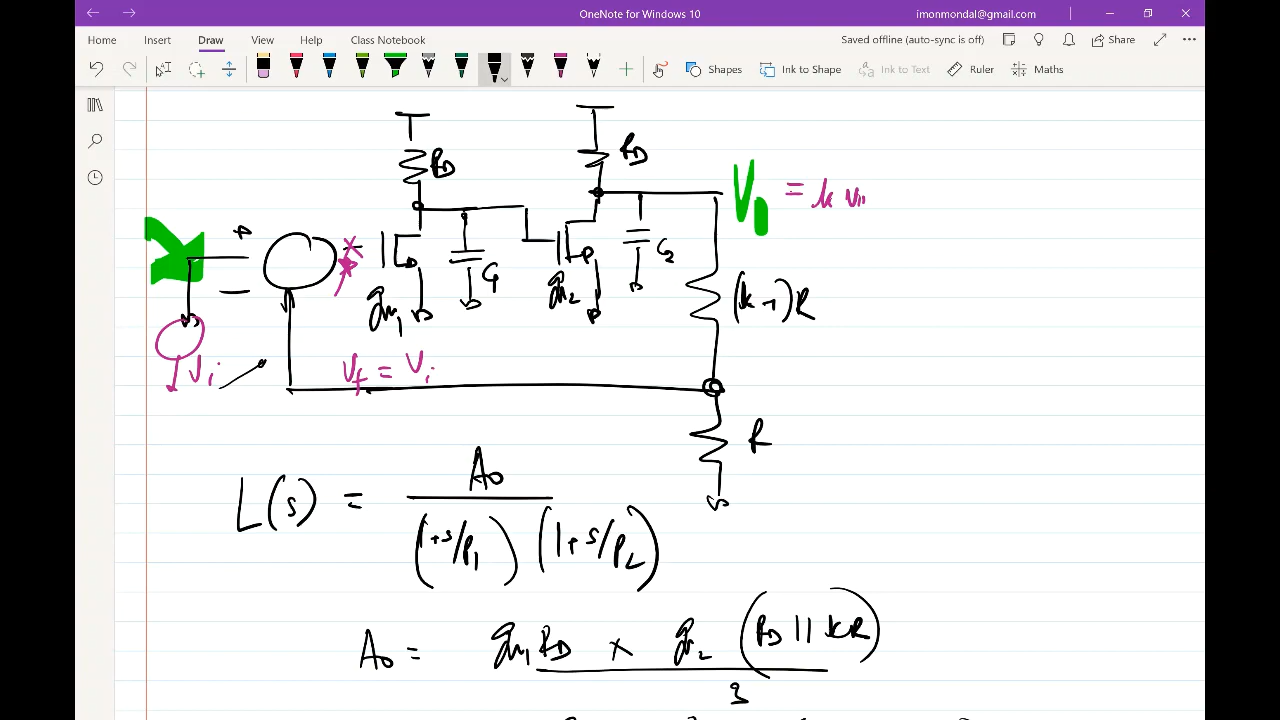 OneNote for Windows 10
imonmondal@gmail.com
Home Insert Draw View Help Class Notebook
Saved offline (auto-sync is off)
Share
Shapes Ink to Shape Ink to Text Ruler Maths
RD
RD
= k vi
+
C1
C2
gm1
gm2
(k-1)R
−
Vi
Vf = Vi
R
L(s) = A0
(1+s/p1) (1+s/p2)
A0 = gm1 RD x gm2 (RD || kR)
3